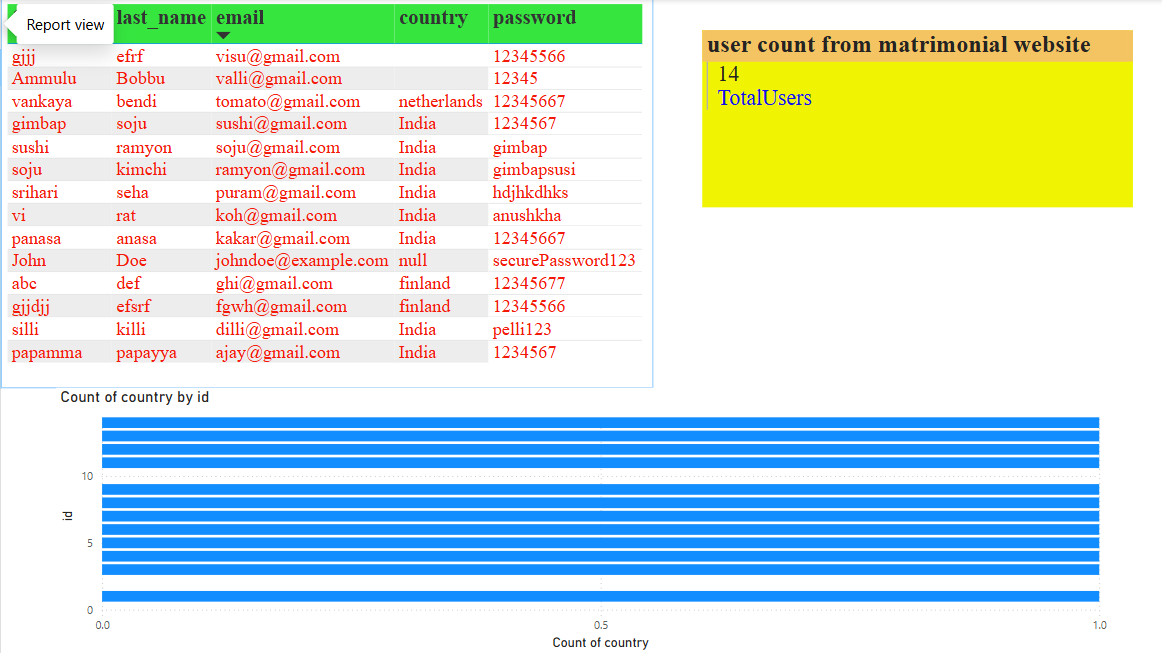 Report view
last_name email country password
gjjj efrf visu@gmail.com 12345566
Ammulu Bobbu valli@gmail.com 12345
vankaya bendi tomato@gmail.com netherlands 12345667
gimbap soju sushi@gmail.com India 1234567
sushi ramyon soju@gmail.com India gimbap
soju kimchi ramyon@gmail.com India gimbapsusi
srihari seha puram@gmail.com India hdjhkdhks
vi rat koh@gmail.com India anushkha
panasa anasa kakar@gmail.com India 12345667
John Doe johndoe@example.com null securePassword123
abc def ghi@gmail.com finland 12345677
gjjdjj efsrf fgwh@gmail.com finland 12345566
silli killi dilli@gmail.com India pelli123
papamma papayya ajay@gmail.com India 1234567
user count from matrimonial website
14
TotalUsers
Count of country by id
10
id
5
0
0.0 0.5 1.0
Count of country